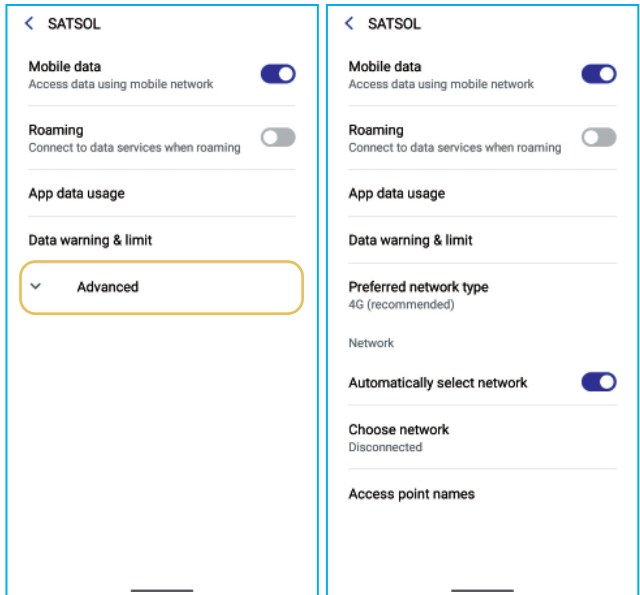 SATSOL
Mobile data
Access data using mobile network
Roaming
Connect to data services when roaming
App data usage
Data warning & limit
Advanced
SATSOL
Mobile data
Access data using mobile network
Roaming
Connect to data services when roaming
App data usage
Data warning & limit
Preferred network type
4G (recommended)
Network
Automatically select network
Choose network
Disconnected
Access point names